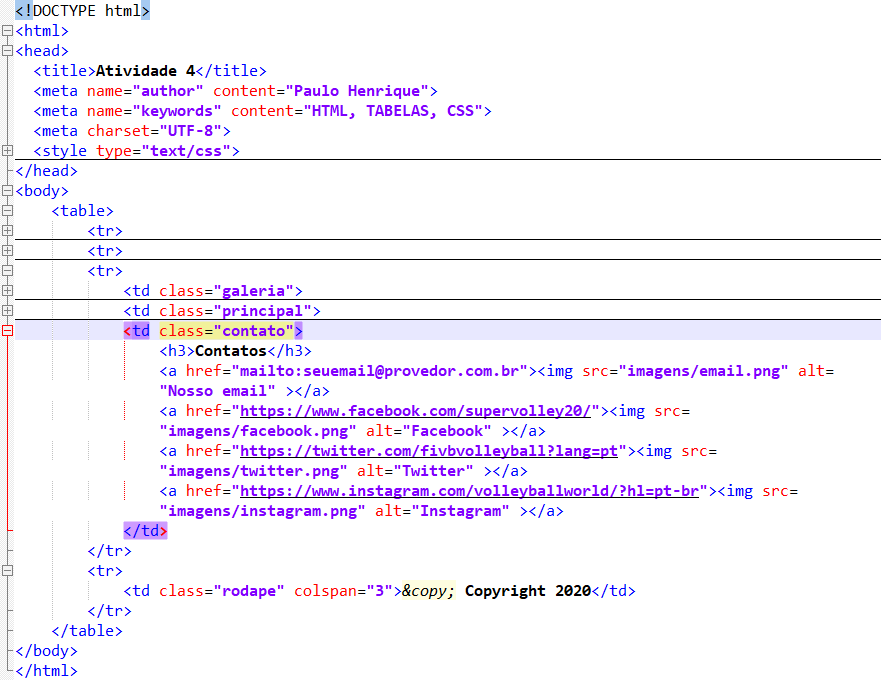 <!DOCTYPE html>
<html>
<head>
<title>Atividade 4</title>
<meta name="author" content="Paulo Henrique">
<meta name="keywords" content="HTML, TABELAS, CSS">
<meta charset="UTF-8">
<style type="text/css">
</head>
<body>
<table>
<tr>
<tr>
<tr>
<td class="galeria">
<td class="principal">
<td class="contato">
<h3>Contatos</h3>
<a href="mailto:seuemail@provedor.com.br"><img src="imagens/email.png" alt=
"Nosso email" ></a>
<a href="https://www.facebook.com/supervolley20/"><img src=
"imagens/facebook.png" alt="Facebook" ></a>
<a href="https://twitter.com/fivbvolleyball?lang=pt"><img src=
"imagens/twitter.png" alt="Twitter" ></a>
<a href="https://www.instagram.com/volleyballworld/?hl=pt-br"><img src=
"imagens/instagram.png" alt="Instagram" ></a>
</td>
</tr>
<tr>
<td class="rodape" colspan="3">&copy; Copyright 2020</td>
</tr>
</table>
</body>
</html>